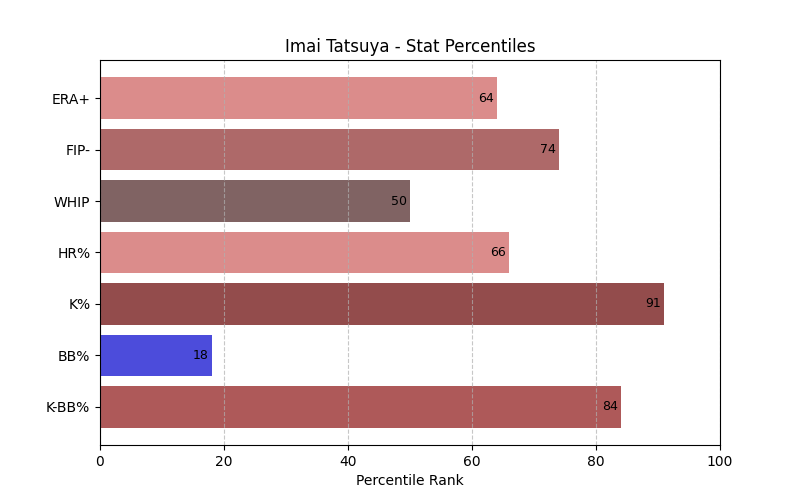 Imai Tatsuya - Stat Percentiles
ERA+ 64
FIP- 74
WHIP 50
HR% 66
K% 91
BB% 18
K-BB% 84
0 20 40 60 80 100
Percentile Rank